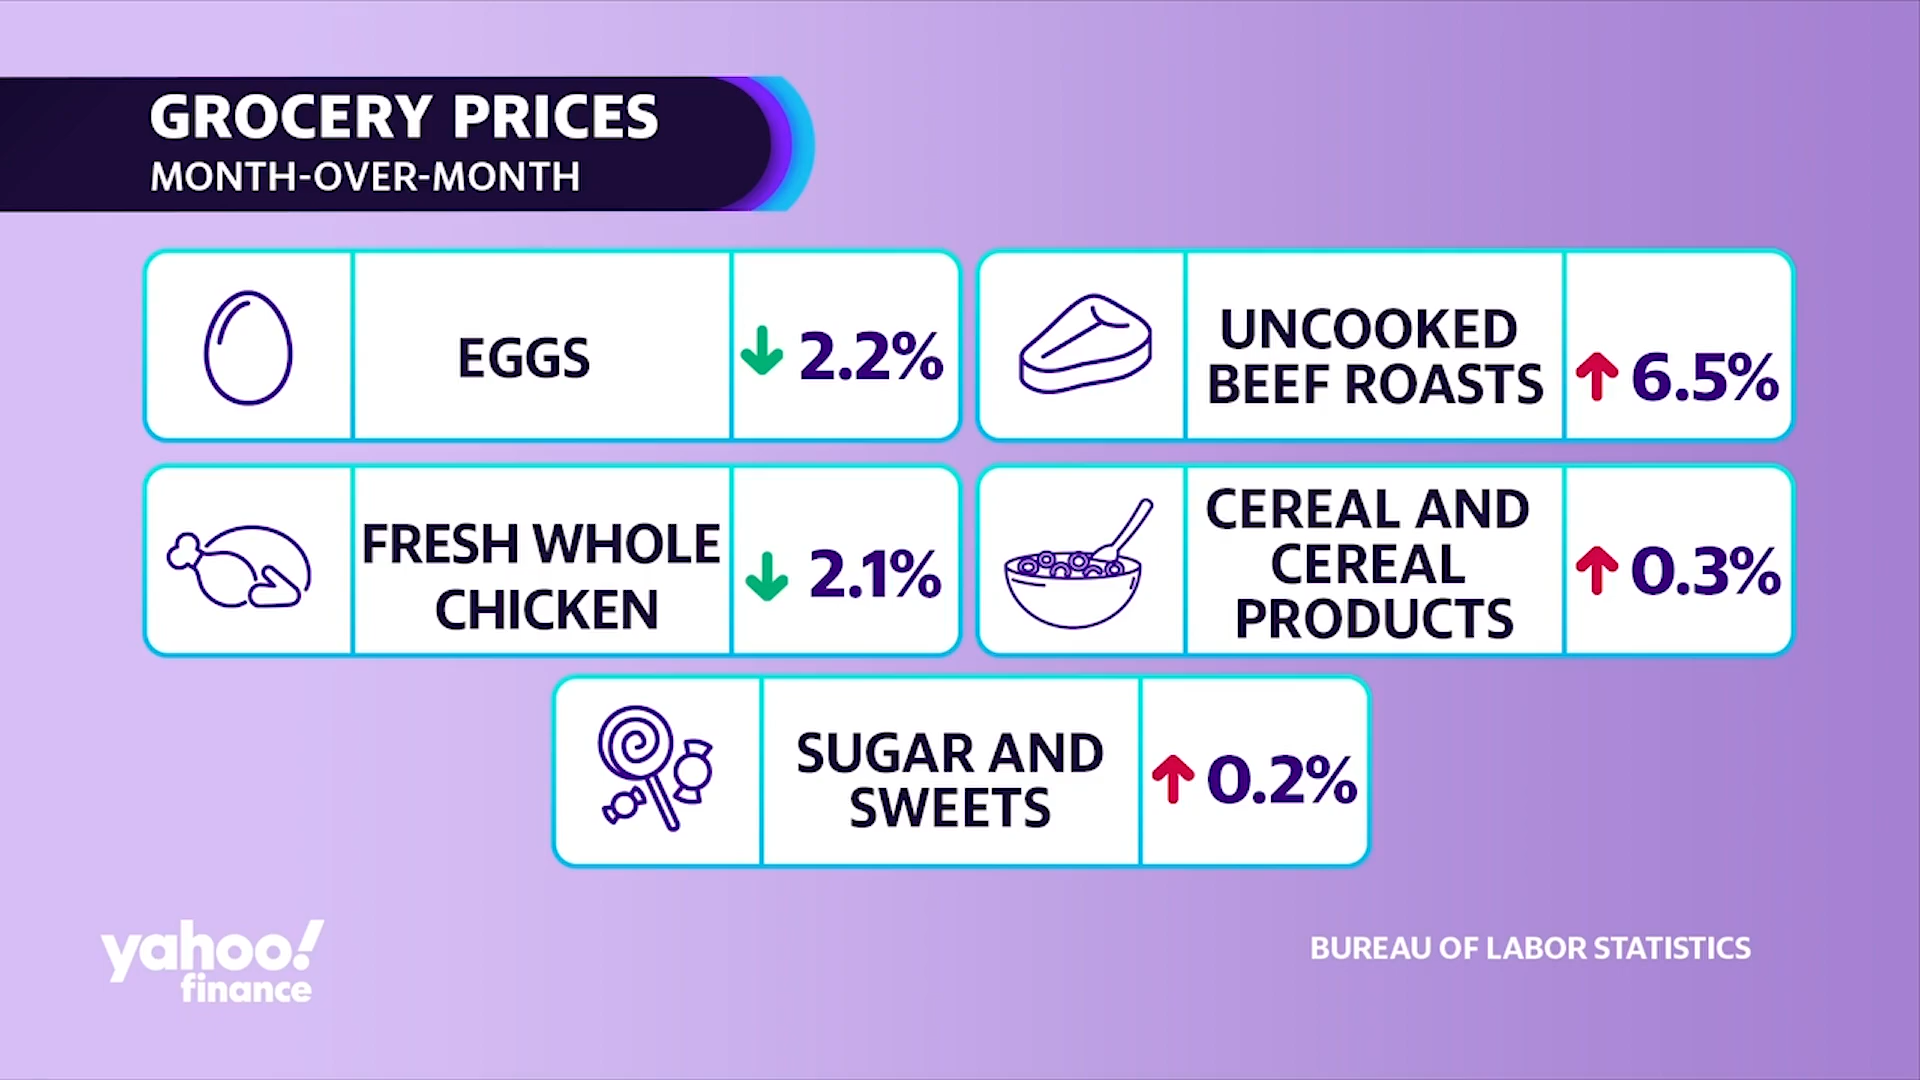 GROCERY PRICES
MONTH-OVER-MONTH
EGGS
2.2%
UNCOOKED
BEEF ROASTS
6.5%
FRESH WHOLE
CHICKEN
2.1%
CEREAL AND
CEREAL
PRODUCTS
0.3%
SUGAR AND
SWEETS
0.2%
yahoo!
finance
BUREAU OF LABOR STATISTICS